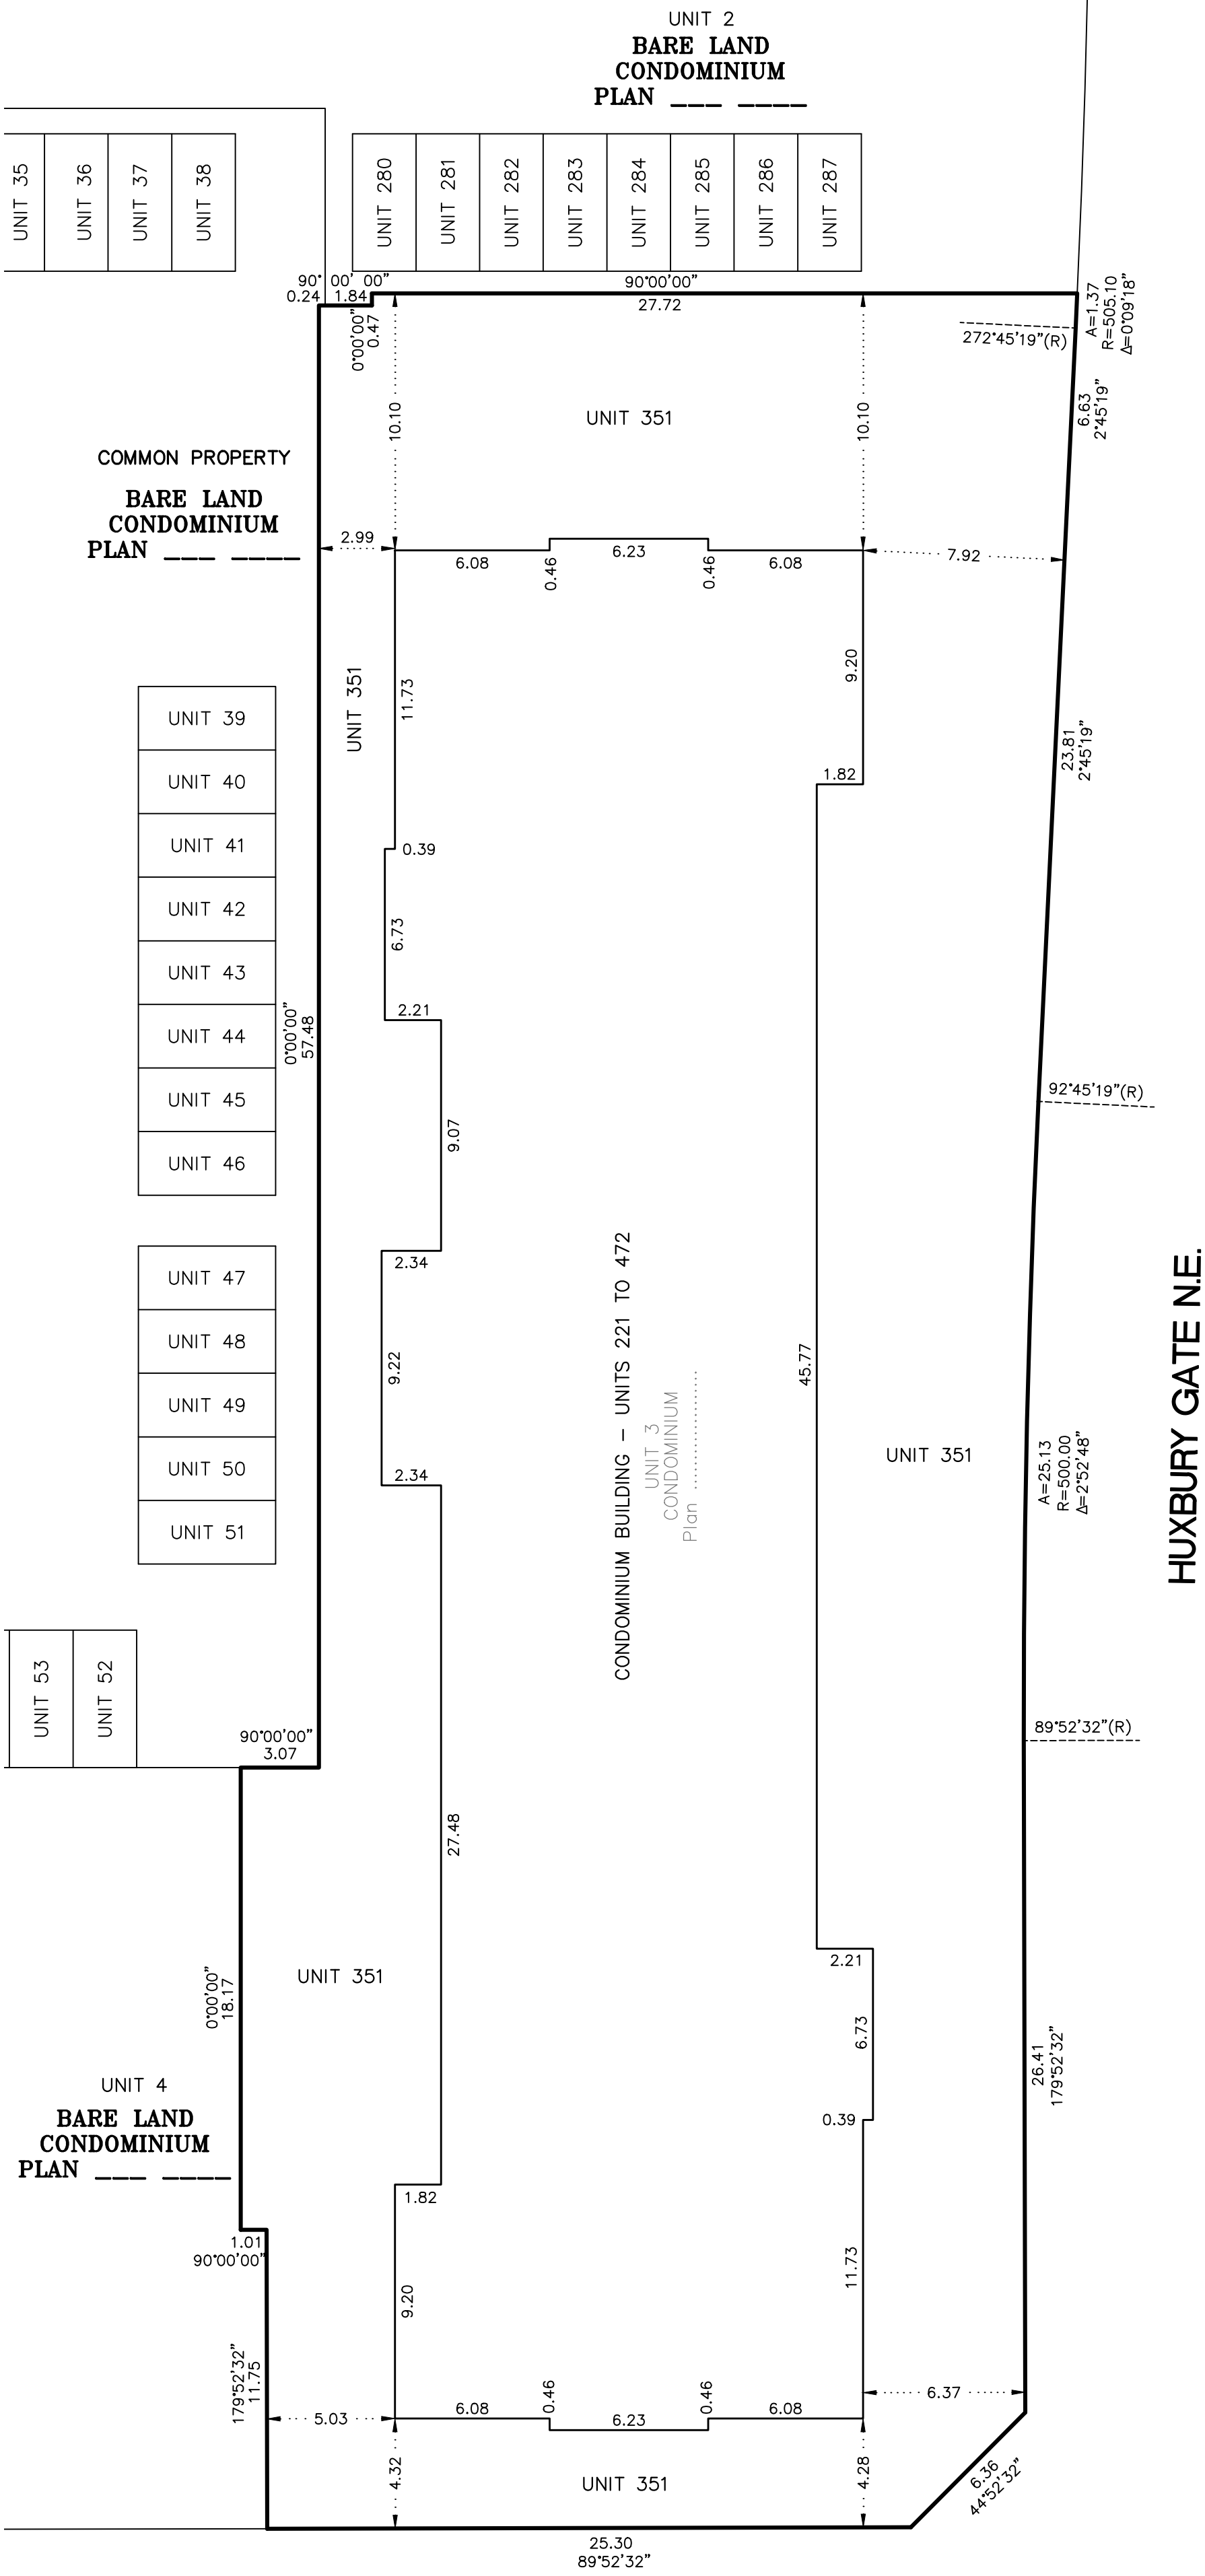 UNIT 2
BARE LAND
CONDOMINIUM
PLAN ___ ____
UNIT 35
UNIT 36
UNIT 37
UNIT 38
UNIT 280
UNIT 281
UNIT 282
UNIT 283
UNIT 284
UNIT 285
UNIT 286
UNIT 287
90° 00' 00"
0.24
1.84
0°00'00"
0.47
90°00'00"
27.72
A=1.37
R=505.10
Δ=0°09'18"
272°45'19"(R)
6.63
2°45'19"
10.10
10.10
UNIT 351
COMMON PROPERTY
BARE LAND
CONDOMINIUM
PLAN ___ ____
2.99
6.08
0.46
6.23
0.46
6.08
7.92
UNIT 351
11.73
9.20
1.82
23.81
2°45'19"
UNIT 39
UNIT 40
UNIT 41
UNIT 42
UNIT 43
UNIT 44
UNIT 45
UNIT 46
0.39
6.73
2.21
0°00'00"
57.48
9.07
92°45'19"(R)
2.34
UNIT 47
UNIT 48
UNIT 49
UNIT 50
UNIT 51
9.22
2.34
CONDOMINIUM BUILDING - UNITS 221 TO 472
UNIT 3
CONDOMINIUM
Plan ......................
45.77
UNIT 351
A=25.13
R=500.00
Δ=2°52'48"
HUXBURY GATE N.E.
UNIT 53
UNIT 52
90°00'00"
3.07
89°52'32"(R)
27.48
UNIT 351
0°00'00"
18.17
2.21
6.73
0.39
26.41
179°52'32"
UNIT 4
BARE LAND
CONDOMINIUM
PLAN ___ ____
1.82
1.01
90°00'00"
9.20
11.73
179°52'32"
11.75
5.03
6.08
0.46
6.23
0.46
6.08
6.37
4.32
UNIT 351
4.28
6.36
44°52'32"
25.30
89°52'32"